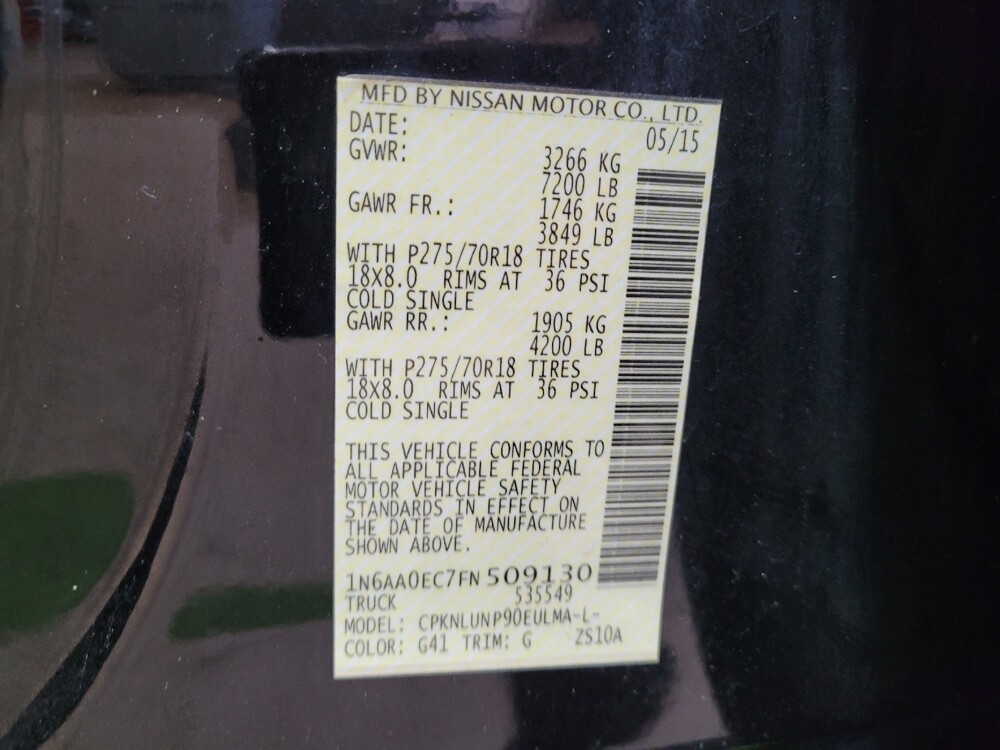 MFD BY NISSAN MOTOR CO., LTD.
DATE: 05/15
GVWR: 3266 KG
7200 LB
GAWR FR.: 1746 KG
3849 LB
WITH P275/70R18 TIRES
18X8.0 RIMS AT 36 PSI
COLD SINGLE
GAWR RR.: 1905 KG
4200 LB
WITH P275/70R18 TIRES
18X8.0 RIMS AT 36 PSI
COLD SINGLE
THIS VEHICLE CONFORMS TO
ALL APPLICABLE FEDERAL
MOTOR VEHICLE SAFETY
STANDARDS IN EFFECT ON
THE DATE OF MANUFACTURE
SHOWN ABOVE.
1N6AA0EC7FN509130
TRUCK 535549
MODEL: CPKNLUNP90EULMA-L-
COLOR: G41 TRIM: G ZS10A